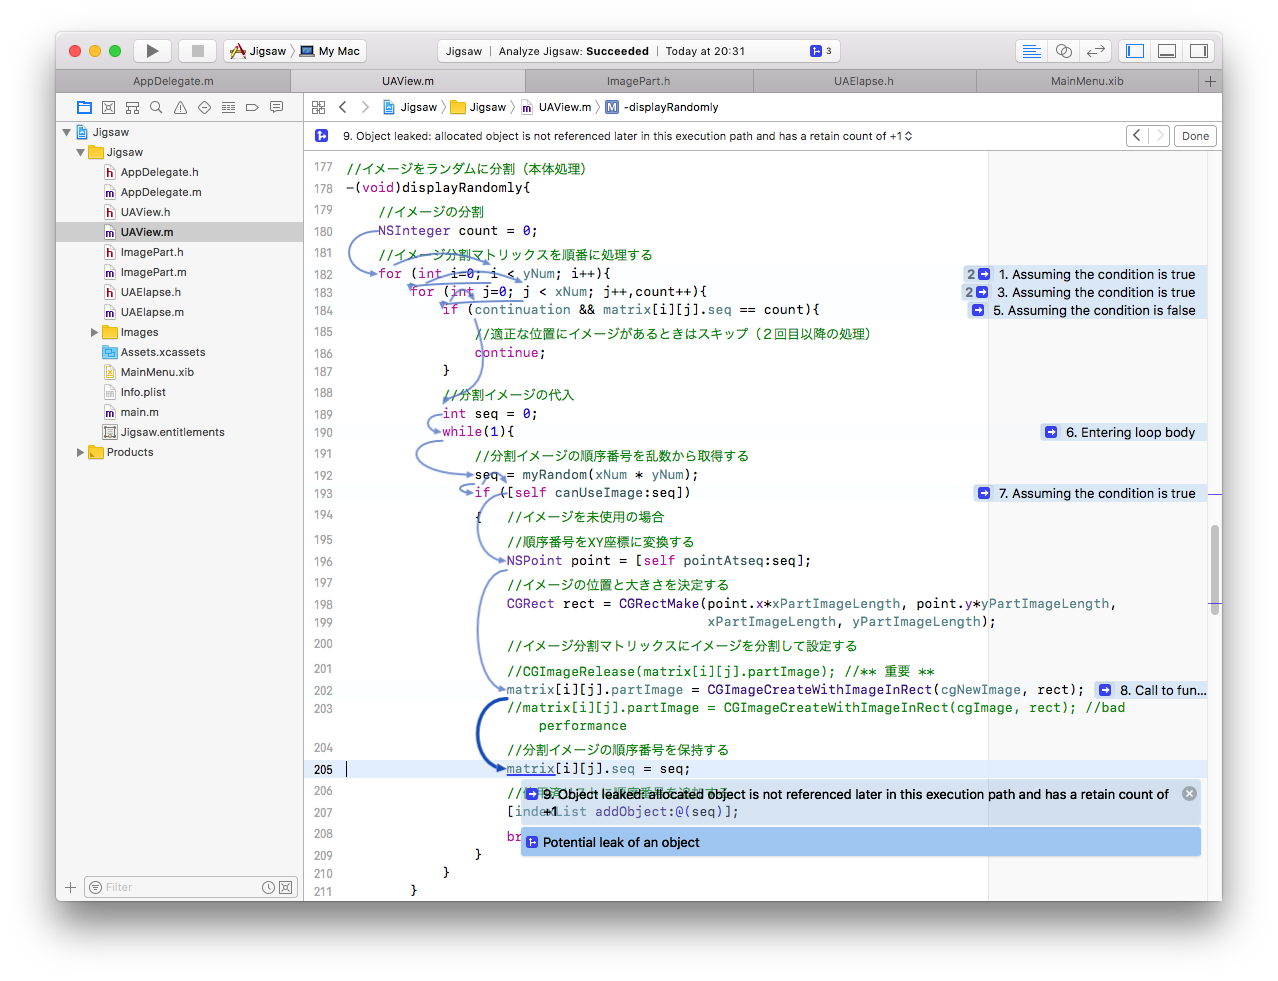 Jigsaw
My Mac
Jigsaw | Analyze Jigsaw: Succeeded | Today at 20:31
3
AppDelegate.m
UAView.m
ImagePart.h
UAElapse.h
MainMenu.xib
Jigsaw
Jigsaw
UAView.m
M -displayRandomly
9. Object leaked: allocated object is not referenced later in this execution path and has a retain count of +1
Done
Jigsaw
Jigsaw
h AppDelegate.h
m AppDelegate.m
h UAView.h
m UAView.m
h ImagePart.h
m ImagePart.m
h UAElapse.h
m UAElapse.m
Images
Assets.xcassets
MainMenu.xib
Info.plist
m main.m
Jigsaw.entitlements
Products
Filter
177 //イメージをランダムに分割（本体処理）
178 -(void)displayRandomly{
179 //イメージの分割
180 NSInteger count = 0;
181 //イメージ分割マトリックスを順番に処理する
182 for (int i=0; i < yNum; i++){ 2 1. Assuming the condition is true
183 for (int j=0; j < xNum; j++,count++){ 2 3. Assuming the condition is true
184 if (continuation && matrix[i][j].seq == count){ 5. Assuming the condition is false
185 //適正な位置にイメージがあるときはスキップ（２回目以降の処理）
186 continue;
187 }
188 //分割イメージの代入
189 int seq = 0;
190 while(1){ 6. Entering loop body
191 //分割イメージの順序番号を乱数から取得する
192 seq = myRandom(xNum * yNum);
193 if ([self canUseImage:seq]) 7. Assuming the condition is true
194 { //イメージを未使用の場合
195 //順序番号をXY座標に変換する
196 NSPoint point = [self pointAtseq:seq];
197 //イメージの位置と大きさを決定する
198 CGRect rect = CGRectMake(point.x*xPartImageLength, point.y*yPartImageLength,
199 xPartImageLength, yPartImageLength);
200 //イメージ分割マトリックスにイメージを分割して設定する
201 //CGImageRelease(matrix[i][j].partImage); //** 重要 **
202 matrix[i][j].partImage = CGImageCreateWithImageInRect(cgNewImage, rect); 8. Call to fun...
203 //matrix[i][j].partImage = CGImageCreateWithImageInRect(cgImage, rect); //bad
performance
204 //分割イメージの順序番号を保持する
205 matrix[i][j].seq = seq;
206 9. Object leaked: allocated object is not referenced later in this execution path and has a retain count of
+1
207 [indexList addObject:@(seq)];
208 br
Potential leak of an object
209 }
210 }
211 }